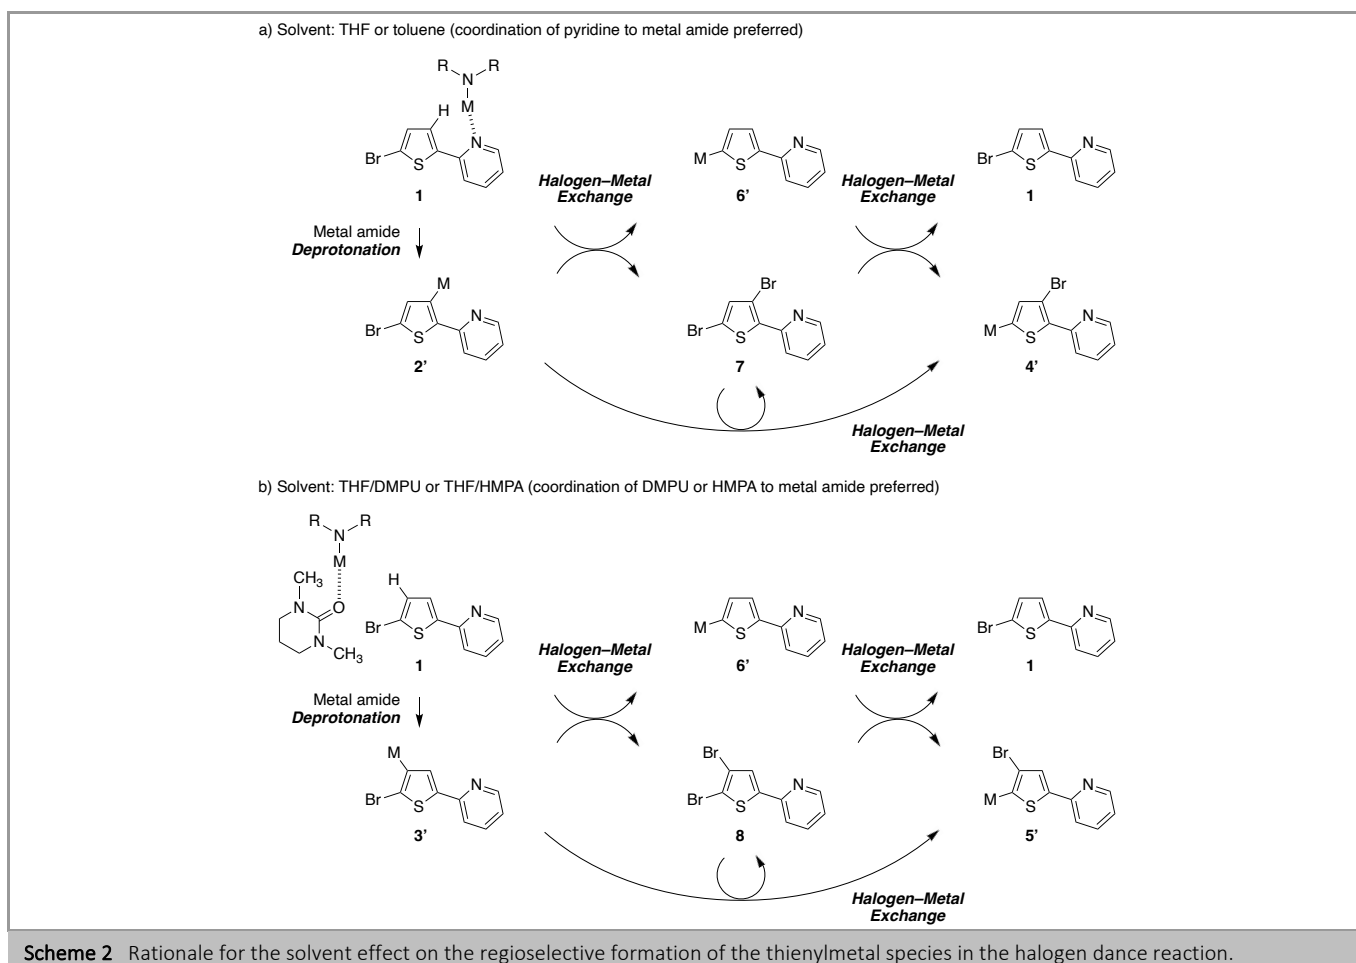 a) Solvent: THF or toluene (coordination of pyridine to metal amide preferred)
R R
N
M
H
N
Br
S
1
M
S
N
6'
Br
S
N
1
Halogen–Metal
Exchange
Halogen–Metal
Exchange
Metal amide
Deprotonation
M
Br
S
N
2'
Br
Br
S
N
7
Br
M
S
N
4'
Halogen–Metal
Exchange
b) Solvent: THF/DMPU or THF/HMPA (coordination of DMPU or HMPA to metal amide preferred)
R R
N
M
CH3
N
O
N
CH3
H
Br
S
N
1
M
S
N
6'
Br
S
N
1
Halogen–Metal
Exchange
Halogen–Metal
Exchange
Metal amide
Deprotonation
M
Br
S
N
3'
Br
Br
S
N
8
Br
M
S
N
5'
Halogen–Metal
Exchange
Scheme 2 Rationale for the solvent effect on the regioselective formation of the thienylmetal species in the halogen dance reaction.